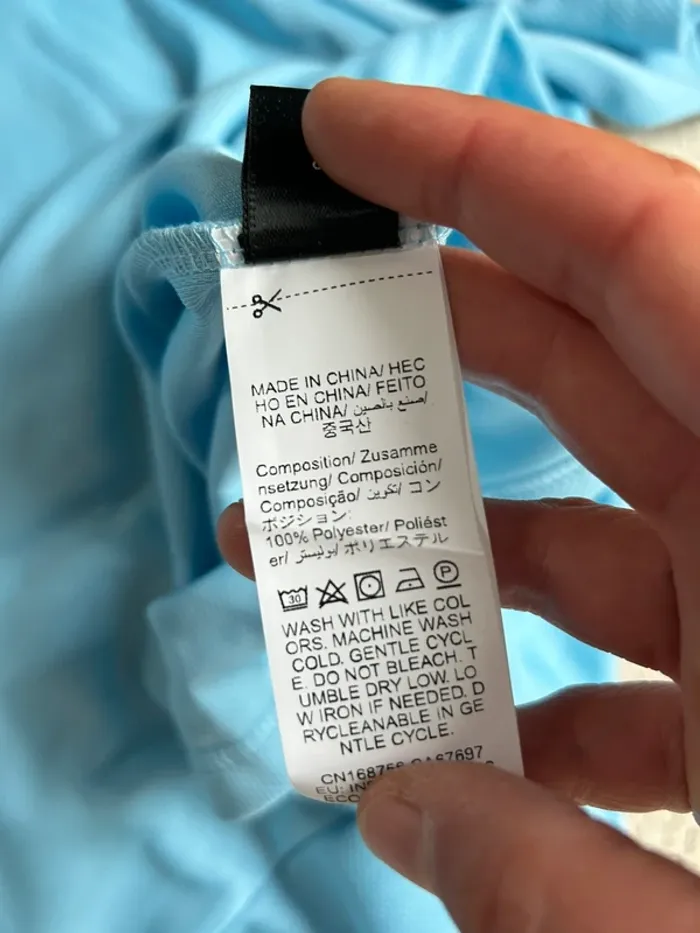 MADE IN CHINA/ HEC
HO EN CHINA/ FEITO
NA CHINA/ صنع بالصين/
중국산
Composition/ Zusamme
nsetzung/ Composición/
Composição/ تكوين/ コン
ポジション:
100% Polyester/ Poliést
er/ بوليستر/ ポリエステル
30 P
WASH WITH LIKE COL
ORS. MACHINE WASH
COLD. GENTLE CYCL
E. DO NOT BLEACH. T
UMBLE DRY LOW. LO
W IRON IF NEEDED. D
RYCLEANABLE IN GE
NTLE CYCLE.
EU: